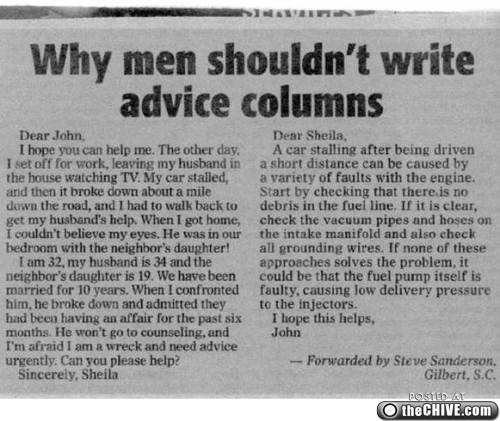 SERVICES
Why men shouldn't write
advice columns
Dear John,
I hope you can help me. The other day,
I set off for work, leaving my husband in
the house watching TV. My car stalled,
and then it broke down about a mile
down the road, and I had to walk back to
get my husband's help. When I got home,
I couldn't believe my eyes. He was in our
bedroom with the neighbor's daughter!
I am 32, my husband is 34 and the
neighbor's daughter is 19. We have been
married for 10 years. When I confronted
him, he broke down and admitted they
had been having an affair for the past six
months. He won't go to counseling, and
I'm afraid I am a wreck and need advice
urgently. Can you please help?
Sincerely, Sheila
Dear Sheila,
A car stalling after being driven
a short distance can be caused by
a variety of faults with the engine.
Start by checking that there is no
debris in the fuel line. If it is clear,
check the vacuum pipes and hoses on
the intake manifold and also check
all grounding wires. If none of these
approaches solves the problem, it
could be that the fuel pump itself is
faulty, causing low delivery pressure
to the injectors.
I hope this helps,
John
— Forwarded by Steve Sanderson,
Gilbert, S.C.
POSTED AT
theCHIVE.com